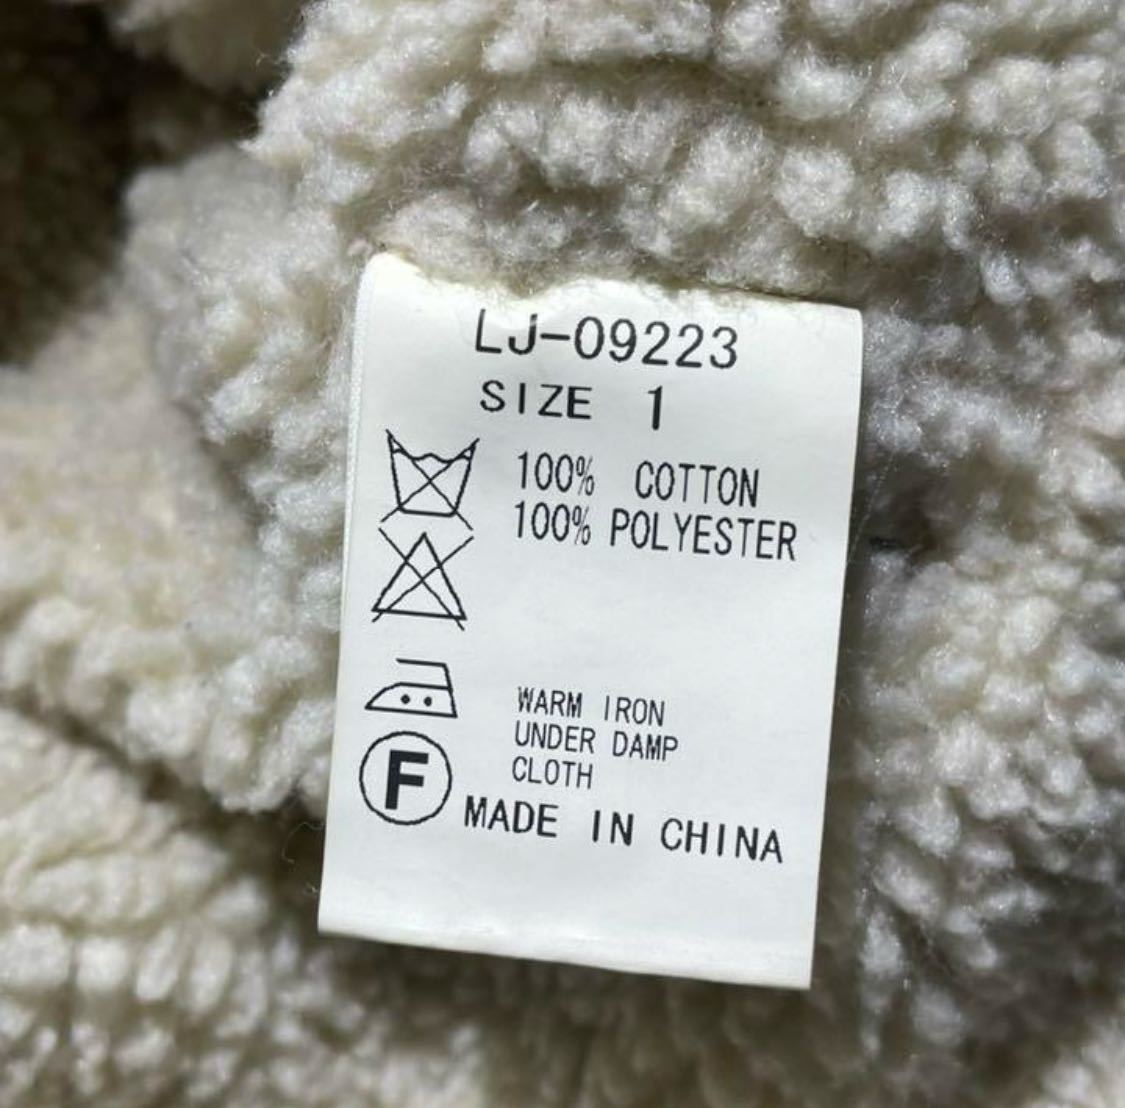 LJ-09223
SIZE 1
100% COTTON
100% POLYESTER
WARM IRON
UNDER DAMP
CLOTH
F
MADE IN CHINA